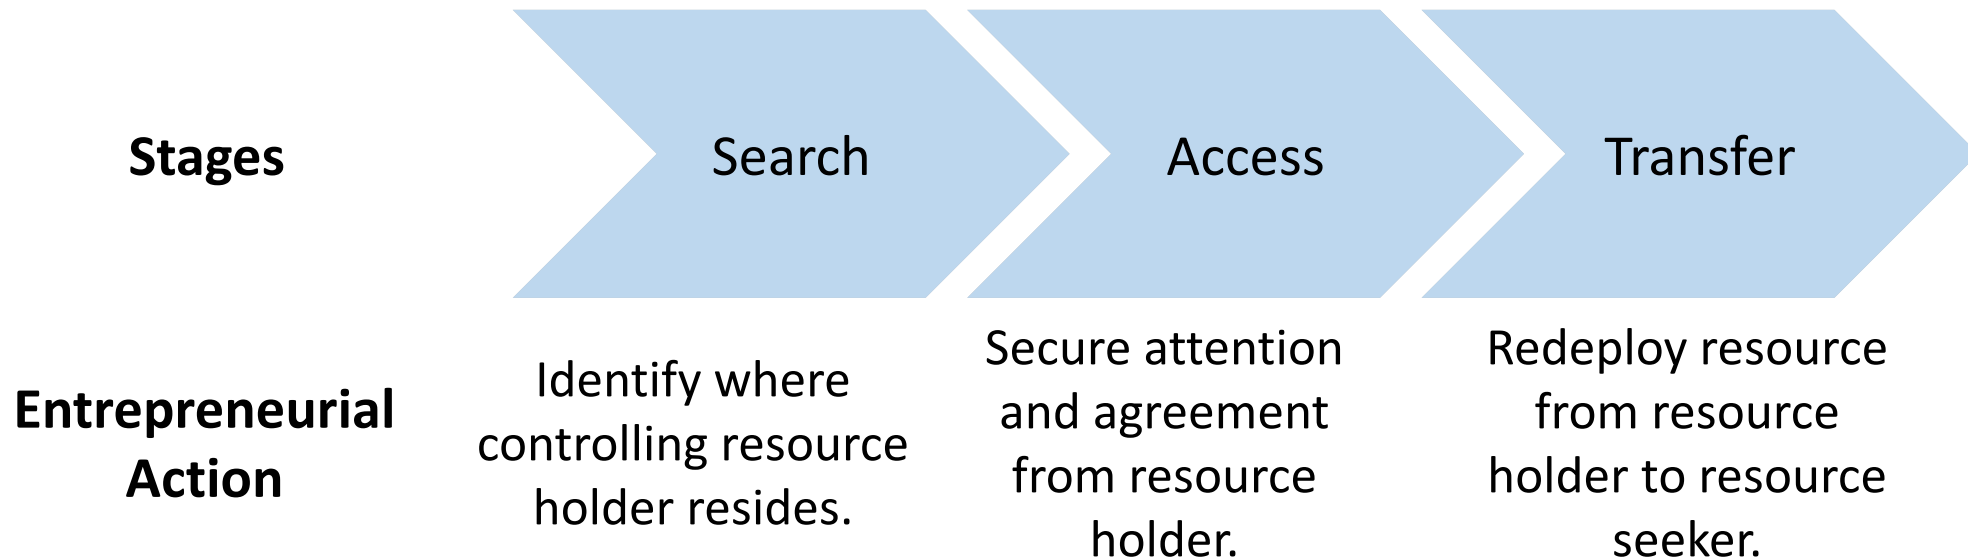 Stages
Search
Access
Transfer
Entrepreneurial
Action
Identify where
controlling resource
holder resides.
Secure attention
and agreement
from resource
holder.
Redeploy resource
from resource
holder to resource
seeker.